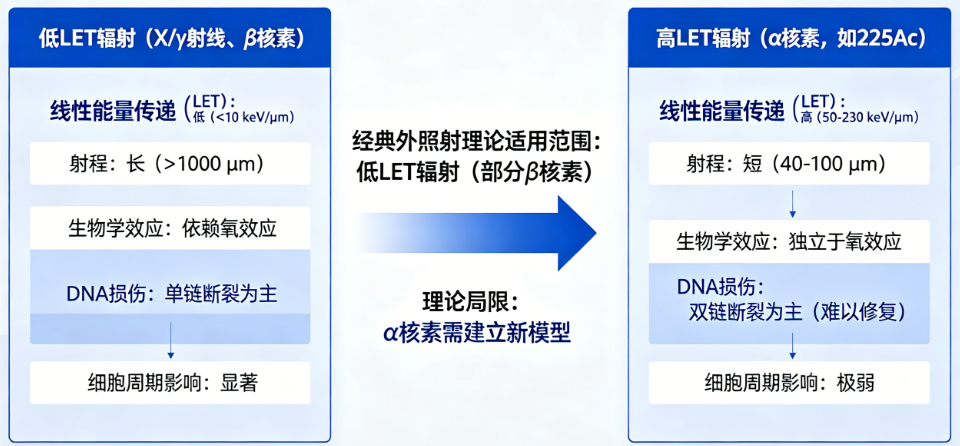 低LET辐射（X/γ射线、β核素）
线性能量传递（LET）：
低（<10 keV/μm）
射程：长（>1000 μm）
生物学效应：依赖氧效应
DNA损伤：单链断裂为主
细胞周期影响：显著
经典外照射理论适用范围：
低LET辐射（部分β核素）
理论局限：
α核素需建立新模型
高LET辐射（α核素，如225Ac）
线性能量传递（LET）：
高（50-230 keV/μm）
射程：短（40-100 μm）
生物学效应：独立于氧效应
DNA损伤：
双链断裂为主（难以修复）
细胞周期影响：极弱